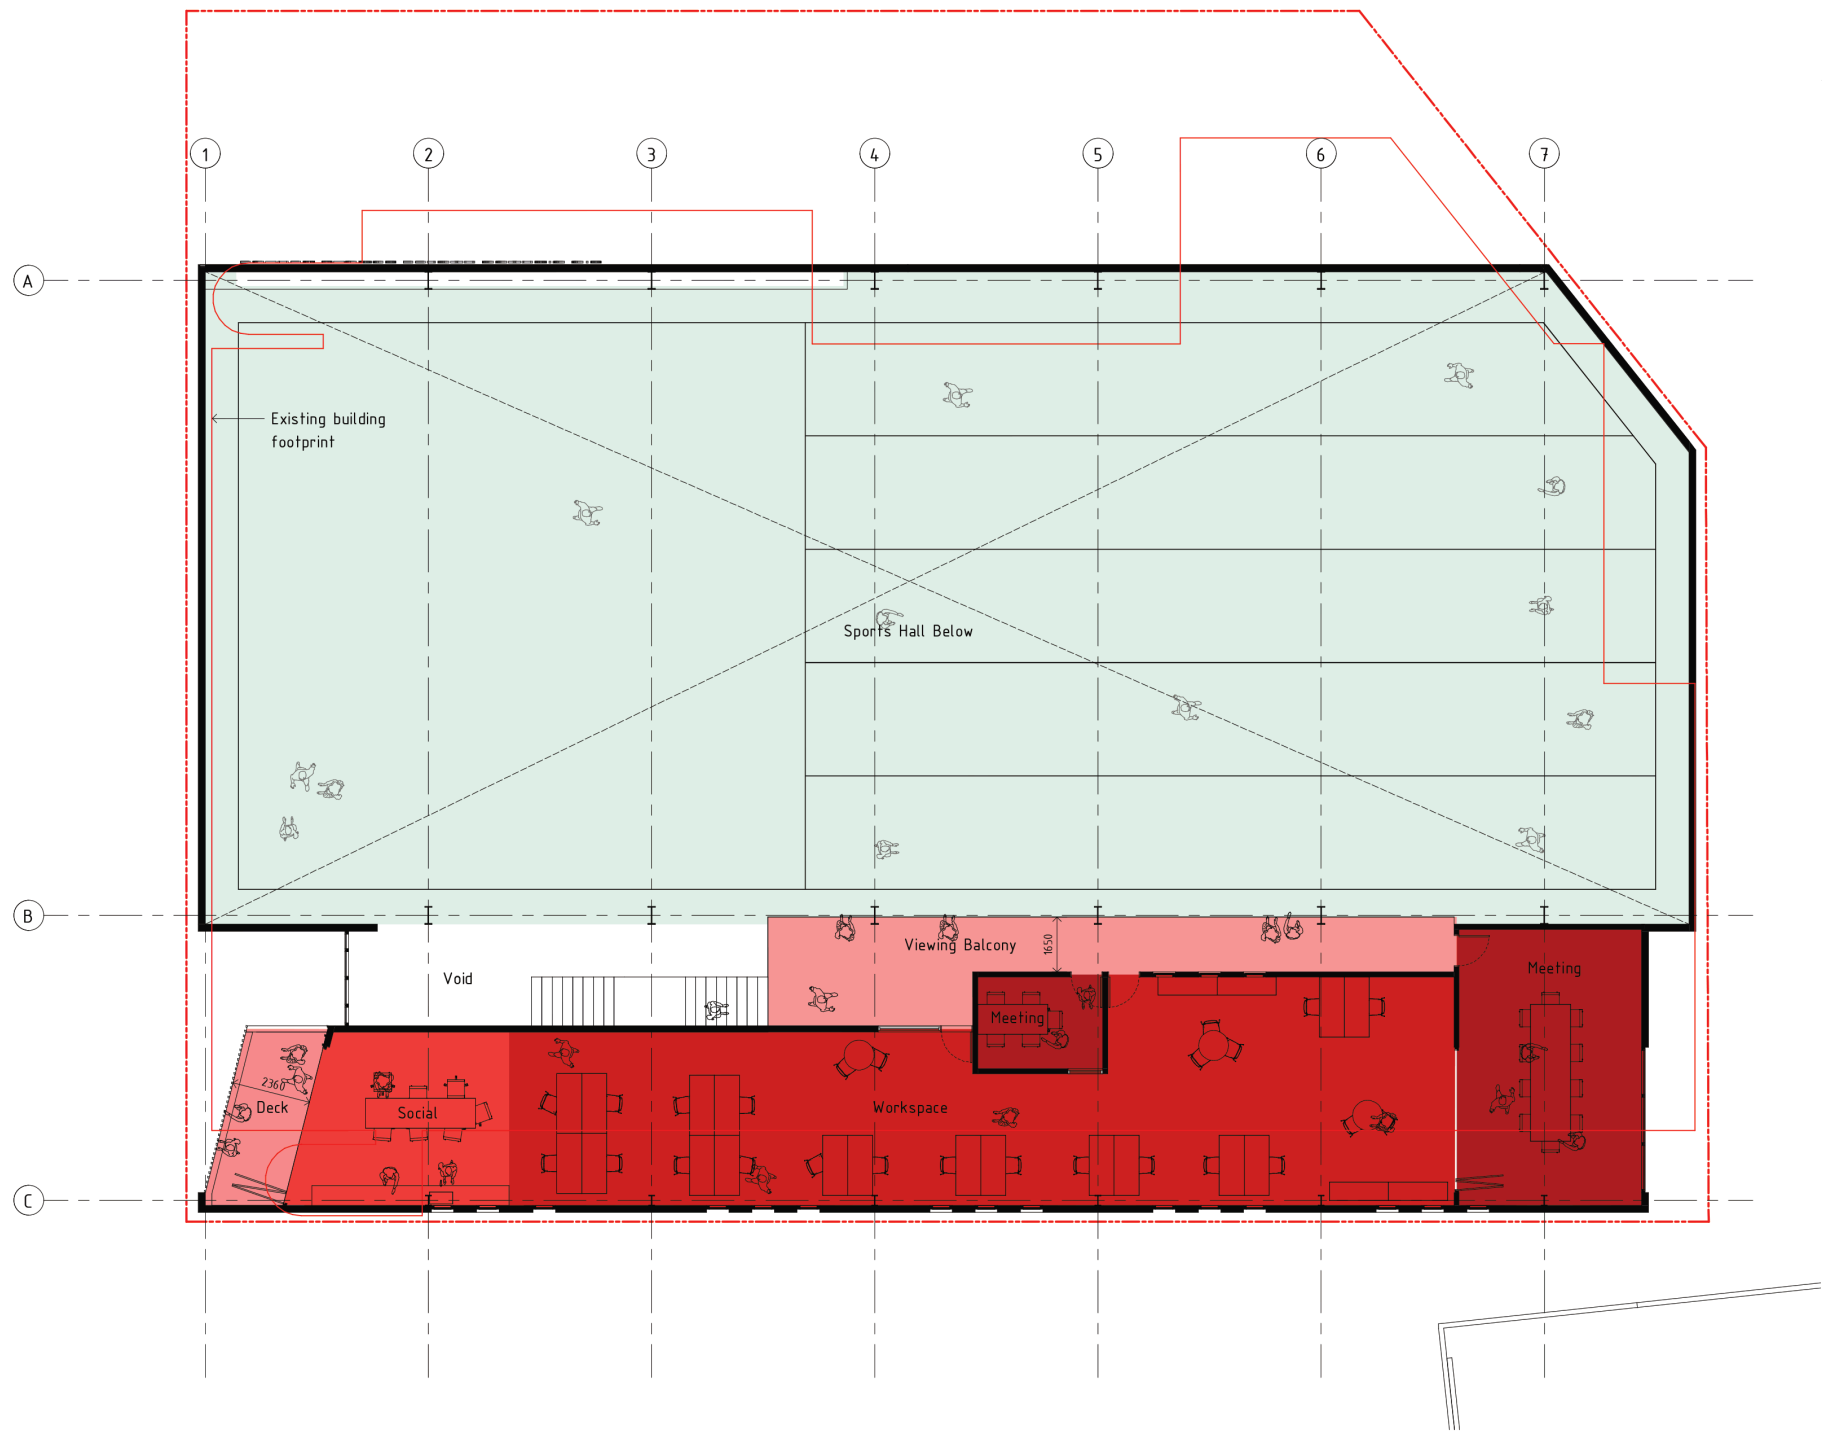 1 2 3 4 5 6 7
A
Existing building
footprint
Sports Hall Below
B
Viewing Balcony
1650
Void
Meeting
Meeting
2360
Deck
Social
Workspace
C